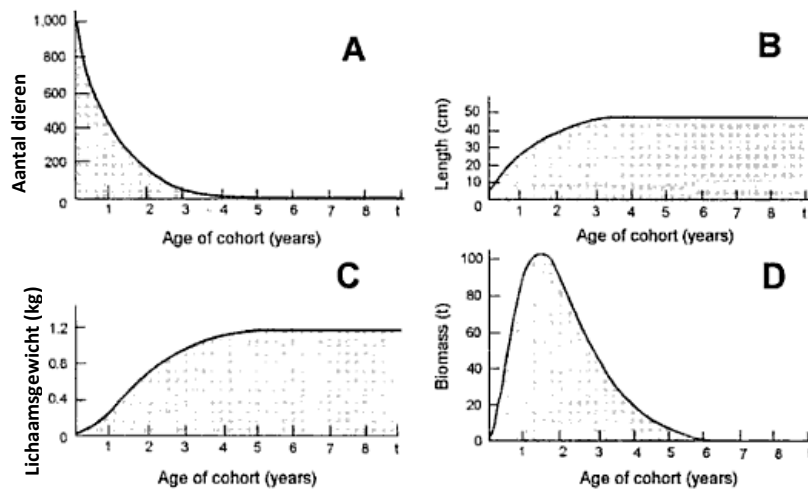 A
Aantal dieren
1,000
800
600
400
200
0
1 2 3 4 5 6 7 8 t
Age of cohort (years)
B
Length (cm)
50
40
30
20
10
0
1 2 3 4 5 6 7 8 t
Age of cohort (years)
C
Lichaamsgewicht (kg)
1.2
0.8
0.4
0
1 2 3 4 5 6 7 8 t
Age of cohort (years)
D
Biomass (t)
100
80
60
40
20
0
1 2 3 4 5 6 7 8
Age of cohort (years)